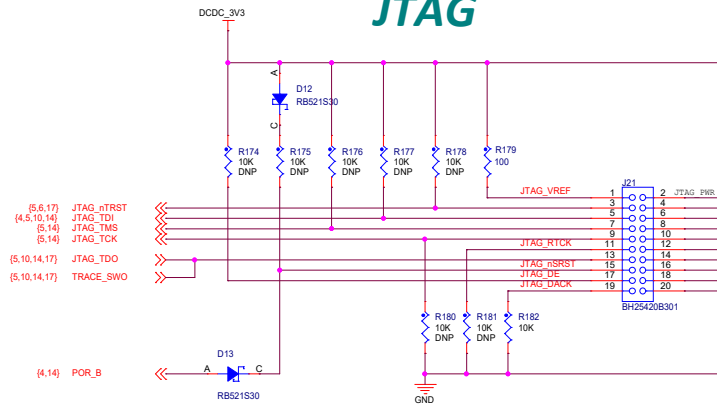 JTAG
DCDC_3V3
A
D12
RB521S30
C
R174
10K
DNP
R175
10K
DNP
R176
10K
DNP
R177
10K
DNP
R178
10K
DNP
R179
100
J21
JTAG_VREF 1 2 JTAG_PWR
{5,6,17} JTAG_nTRST 3 4
{4,5,10,14} JTAG_TDI 5 6
{5,14} JTAG_TMS 7 8
{5,14} JTAG_TCK 9 10
JTAG_RTCK 11 12
{5,10,14,17} JTAG_TDO 13 14
JTAG_nSRST 15 16
{5,10,14,17} TRACE_SWO JTAG_DE 17 18
JTAG_DACK 19 20
BH25420B301
R180
10K
DNP
R181
10K
DNP
R182
10K
D13
{4,14} POR_B A C
RB521S30
GND